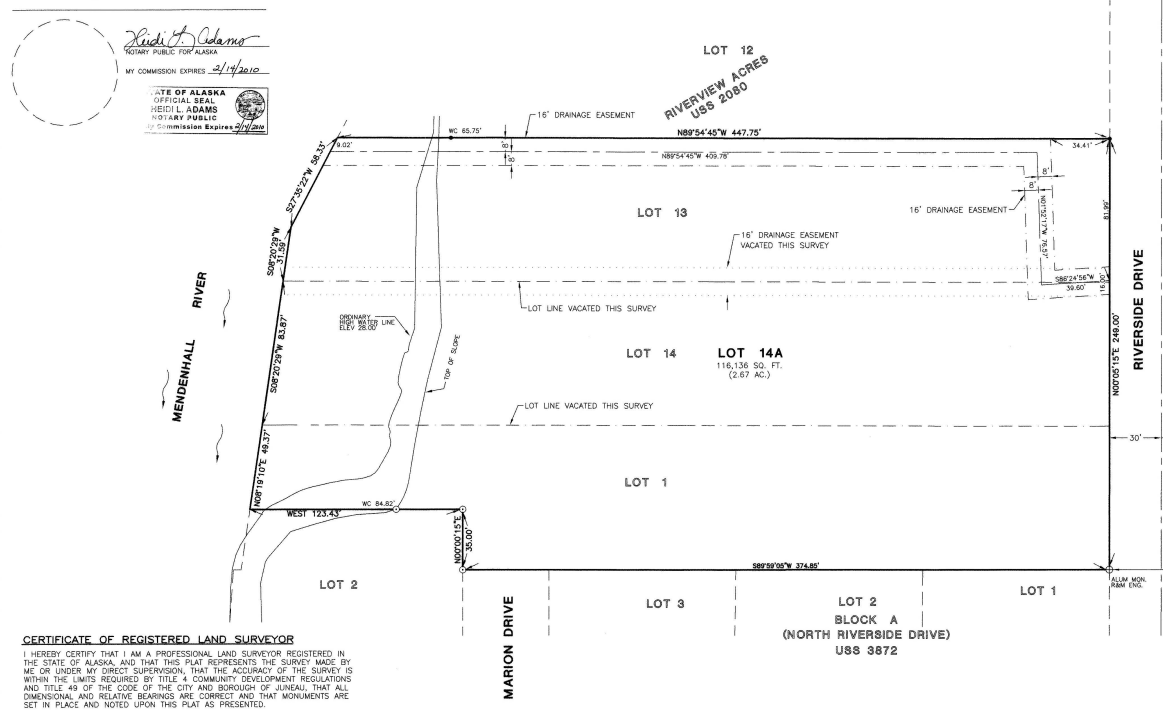 Heidi L. Adams
NOTARY PUBLIC FOR ALASKA
MY COMMISSION EXPIRES 2/14/2010
ATE OF ALASKA
OFFICIAL SEAL
HEIDI L. ADAMS
NOTARY PUBLIC
Commission Expires 2/14/2010
LOT 12
RIVERVIEW ACRES
USS 2080
16' DRAINAGE EASEMENT
WC 65.75'
N89°54'45"W 447.75'
9.02'
8'
8'
N89°54'45"W 409.78'
34.41'
8'
8'
S27°35'22"W 58.33'
LOT 13
16' DRAINAGE EASEMENT
N01°52'17"W 76.57'
81.99'
16' DRAINAGE EASEMENT
VACATED THIS SURVEY
S08°20'29"W
31.59'
S86°24'56"W
39.60'
16.00'
RIVERSIDE DRIVE
MENDENHALL RIVER
LOT LINE VACATED THIS SURVEY
ORDINARY
HIGH WATER LINE
ELEV 28.00'
S08°20'29"W 83.87'
TOP OF SLOPE
LOT 14
LOT 14A
116,136 SQ. FT.
(2.67 AC.)
N00°05'15"E 249.00'
LOT LINE VACATED THIS SURVEY
30'
N08°19'10"E 49.37'
LOT 1
WC 84.82'
WEST 123.43'
N00°00'15"E
35.00'
S89°59'05"W 374.85'
ALUM MON.
R&M ENG.
LOT 2
MARION DRIVE
LOT 3
LOT 2
LOT 1
BLOCK A
(NORTH RIVERSIDE DRIVE)
USS 3872
CERTIFICATE OF REGISTERED LAND SURVEYOR
I HEREBY CERTIFY THAT I AM A PROFESSIONAL LAND SURVEYOR REGISTERED IN
THE STATE OF ALASKA, AND THAT THIS PLAT REPRESENTS THE SURVEY MADE BY
ME OR UNDER MY DIRECT SUPERVISION, THAT THE ACCURACY OF THE SURVEY IS
WITHIN THE LIMITS REQUIRED BY TITLE 4 COMMUNITY DEVELOPMENT REGULATIONS
AND TITLE 49 OF THE CODE OF THE CITY AND BOROUGH OF JUNEAU, THAT ALL
DIMENSIONAL AND RELATIVE BEARINGS ARE CORRECT AND THAT MONUMENTS ARE
SET IN PLACE AND NOTED UPON THIS PLAT AS PRESENTED.